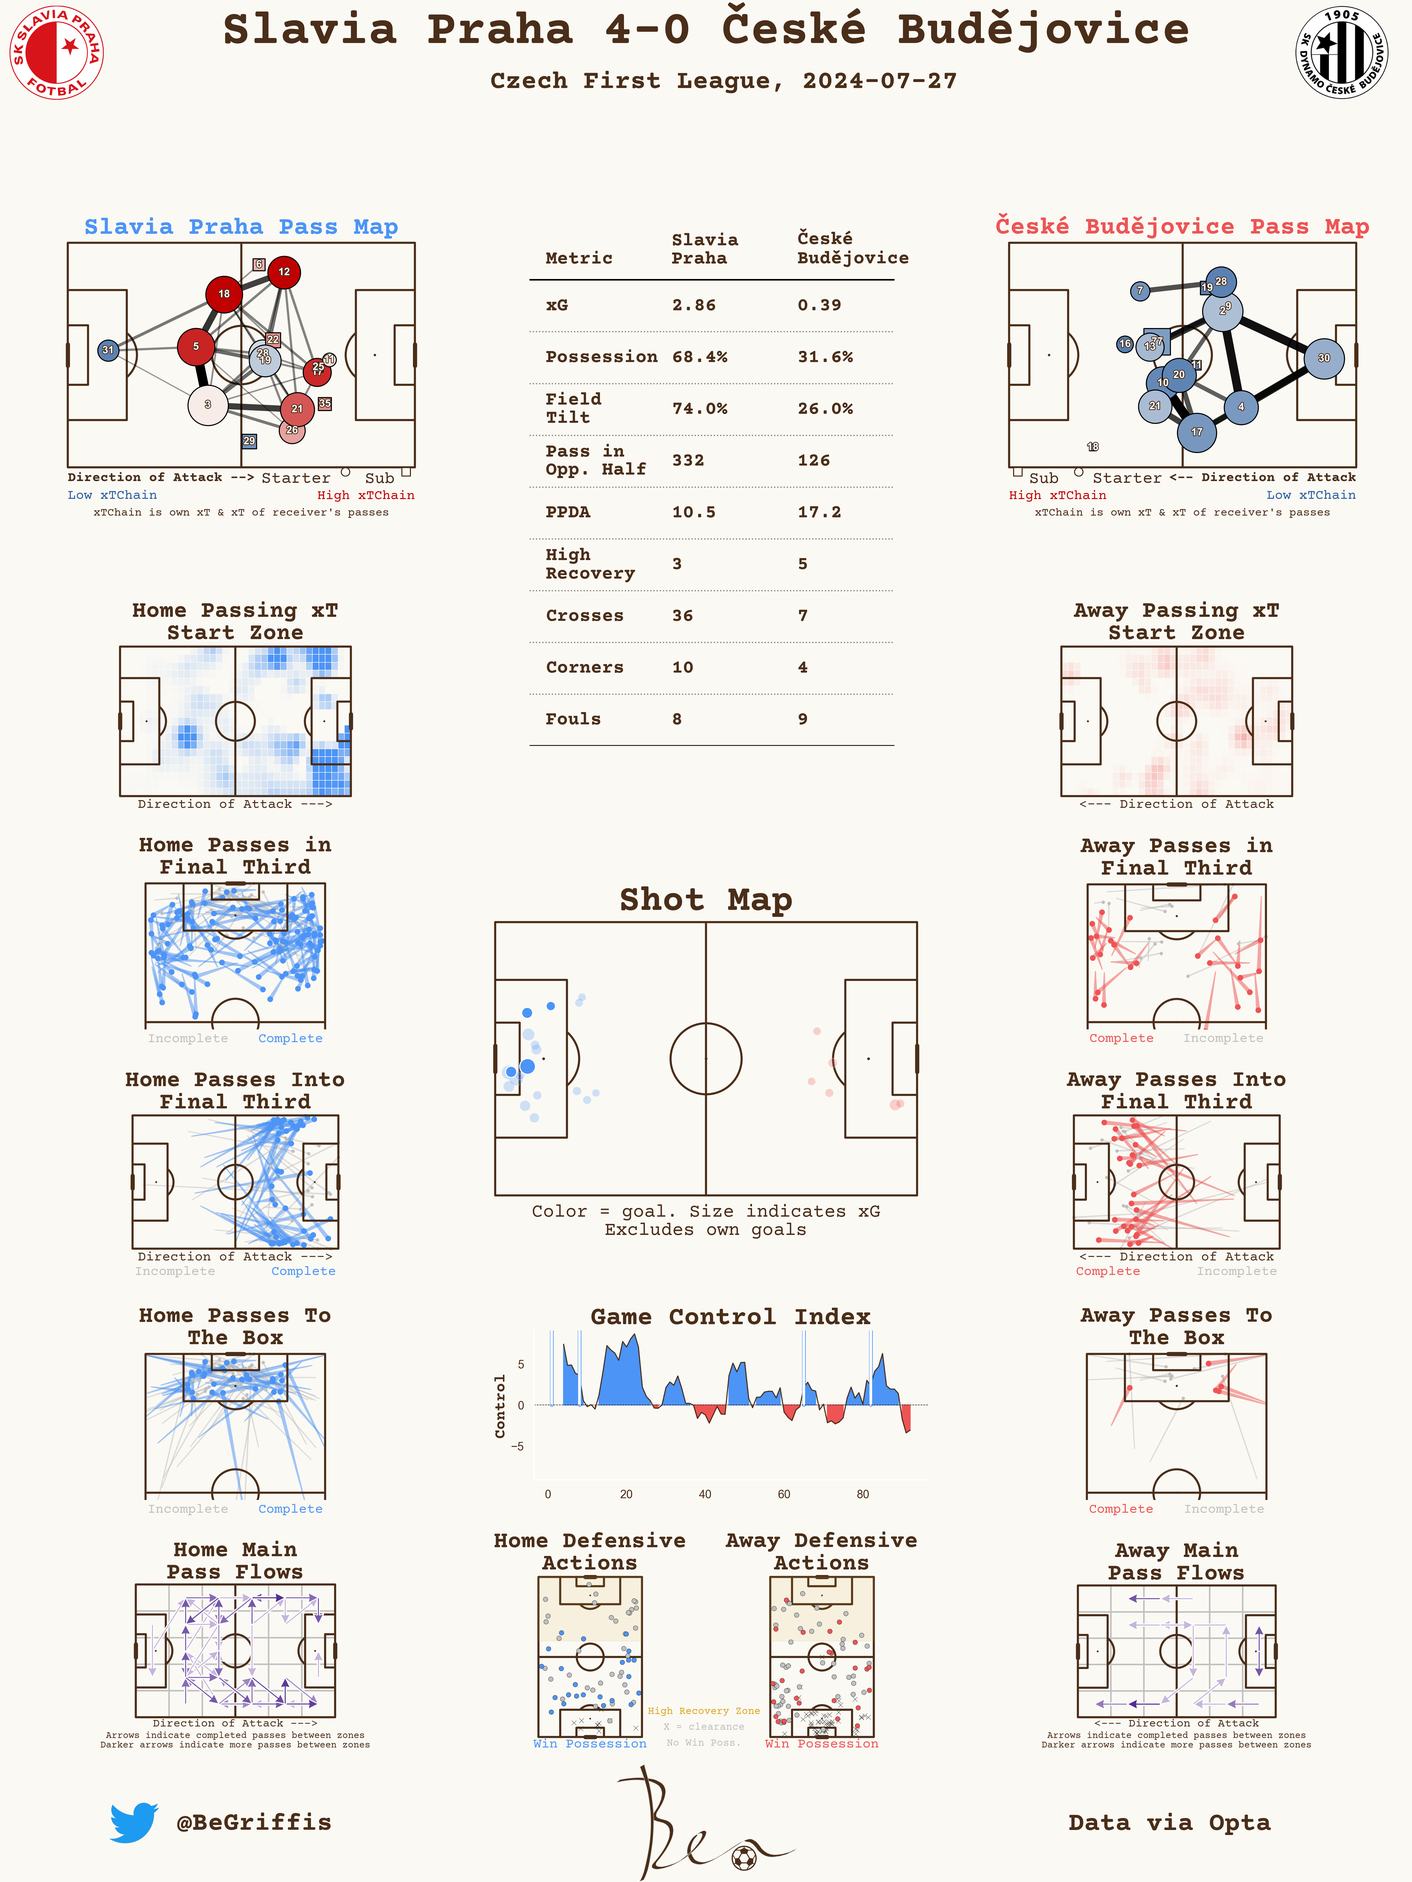 Slavia Praha 4-0 České Budějovice
Czech First League, 2024-07-27
SK SLAVIA PRAHA
FOTBAL
1905
SK DYNAMO ČESKÉ BUDĚJOVICE
Slavia Praha Pass Map
6
12
18
22
5
31
28
19
11
25
17
3
21
35
26
29
Direction of Attack --> Starter Sub
Low xTChain High xTChain
xTChain is own xT & xT of receiver's passes
Metric Slavia Praha České Budějovice
xG 2.86 0.39
Possession 68.4% 31.6%
Field Tilt 74.0% 26.0%
Pass in Opp. Half 332 126
PPDA 10.5 17.2
High Recovery 3 5
Crosses 36 7
Corners 10 4
Fouls 8 9
České Budějovice Pass Map
28
7
19
2
9
16
13
30
11
20
10
21
4
17
18
Sub Starter <-- Direction of Attack
High xTChain Low xTChain
xTChain is own xT & xT of receiver's passes
Home Passing xT
Start Zone
Direction of Attack --->
Away Passing xT
Start Zone
<--- Direction of Attack
Home Passes in
Final Third
Incomplete Complete
Away Passes in
Final Third
Complete Incomplete
Shot Map
Color = goal. Size indicates xG
Excludes own goals
Home Passes Into
Final Third
Direction of Attack --->
Incomplete Complete
Away Passes Into
Final Third
<--- Direction of Attack
Complete Incomplete
Home Passes To
The Box
Incomplete Complete
Game Control Index
Control
5
0
−5
0 20 40 60 80
Away Passes To
The Box
Complete Incomplete
Home Main
Pass Flows
Direction of Attack --->
Arrows indicate completed passes between zones
Darker arrows indicate more passes between zones
Home Defensive
Actions
Win Possession
Away Defensive
Actions
Win Possession
High Recovery Zone
X = clearance
No Win Poss.
Away Main
Pass Flows
<--- Direction of Attack
Arrows indicate completed passes between zones
Darker arrows indicate more passes between zones
@BeGriffis
Ben
Data via Opta